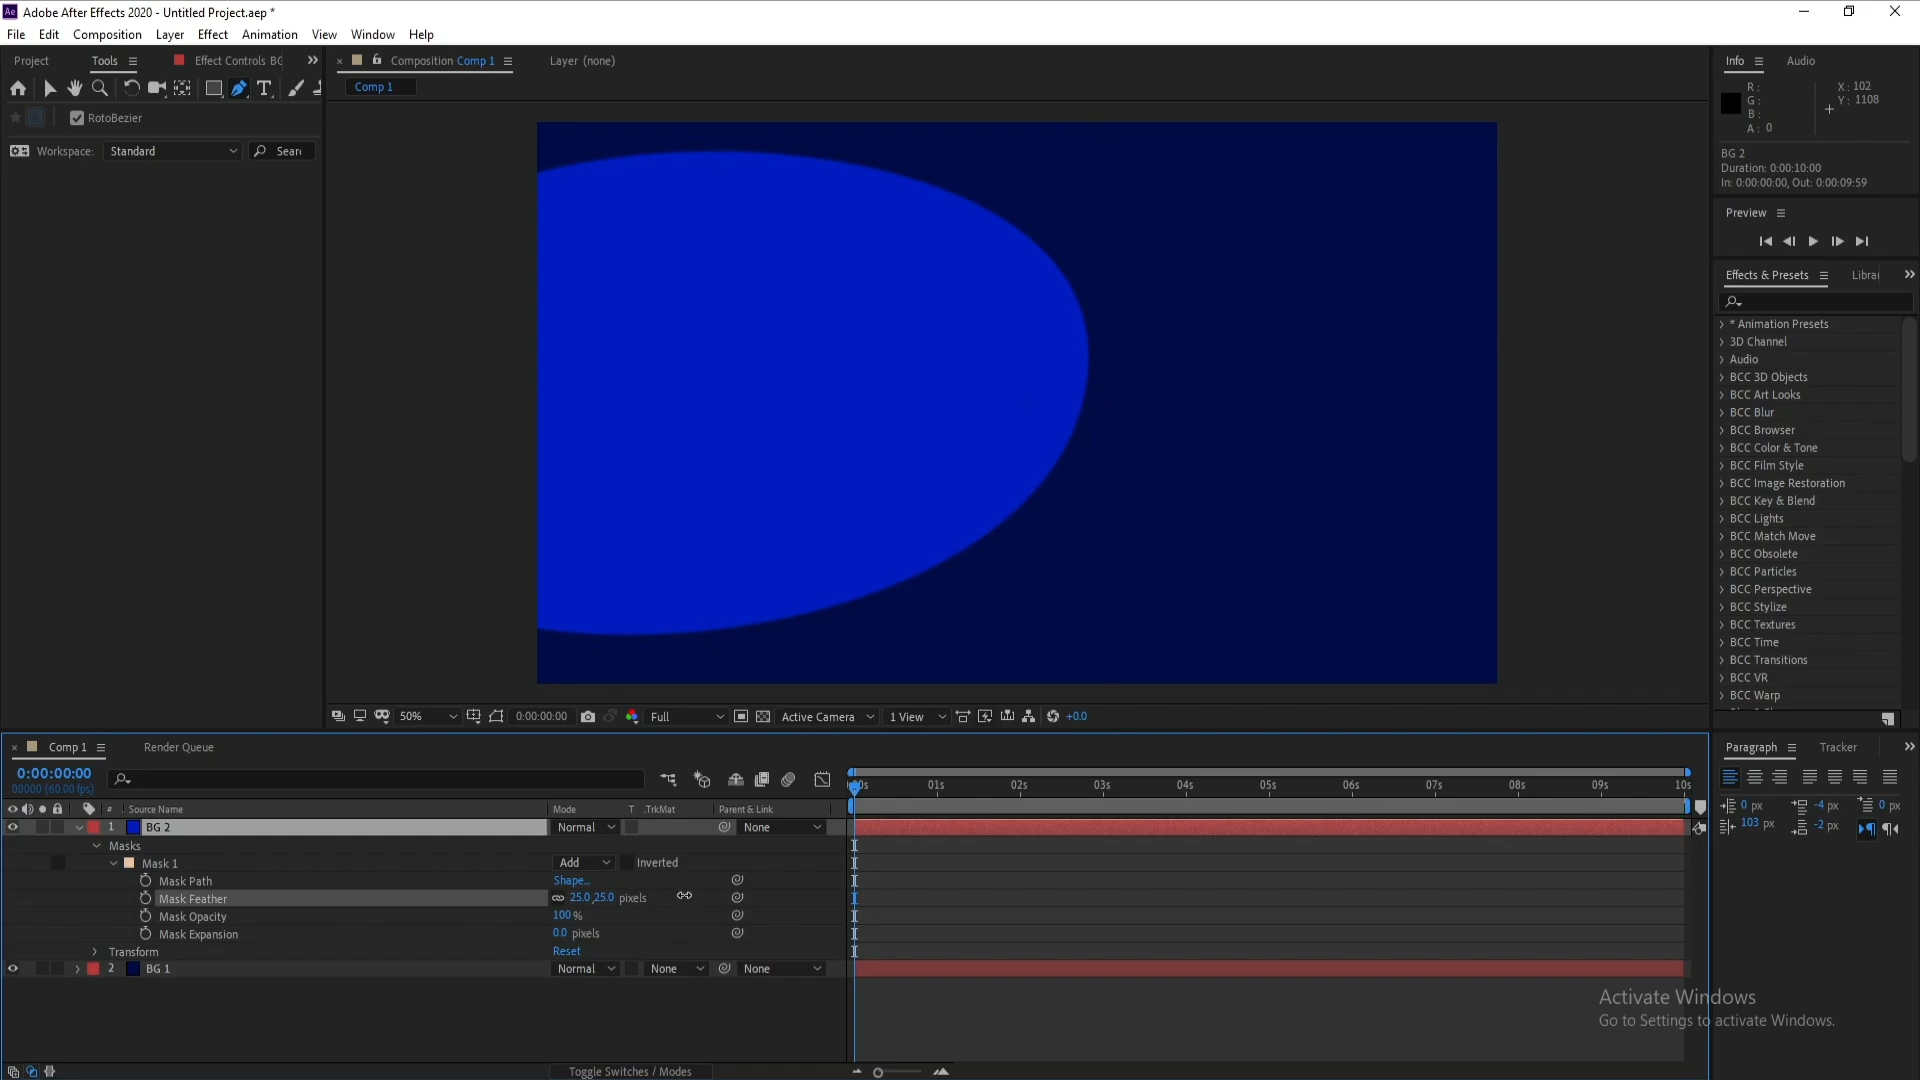 Adobe After Effects 2020 - Untitled Project.aep *
File Edit Composition Layer Effect Animation View Window Help
Project Tools Effect Controls BG
Composition Comp 1 Layer (none)
Info Audio
Comp 1
R :
G :
B :
A : 0
X : 102
Y : 1108
RotoBezier
Workspace: Standard Sear
BG 2
Duration: 0:00:10:00
In: 0:00:00:00, Out: 0:00:09:59
Preview
Effects & Presets Librar
* Animation Presets
3D Channel
Audio
BCC 3D Objects
BCC Art Looks
BCC Blur
BCC Browser
BCC Color & Tone
BCC Film Style
BCC Image Restoration
BCC Key & Blend
BCC Lights
BCC Match Move
BCC Obsolete
BCC Particles
BCC Perspective
BCC Stylize
BCC Textures
BCC Time
BCC Transitions
BCC VR
BCC Warp
50% 0:00:00:00 Full Active Camera 1 View +0.0
Comp 1 Render Queue
Paragraph Tracker
0:00:00:00
00000 (60.00 fps)
:00s 01s 02s 03s 04s 05s 06s 07s 08s 09s 10s
# Source Name Mode T .TrkMat Parent & Link
1 BG 2 Normal None
Masks
Mask 1 Add Inverted
Mask Path Shape...
Mask Feather 25.0,25.0 pixels
Mask Opacity 100 %
Mask Expansion 0.0 pixels
Transform Reset
2 BG 1 Normal None None
0 px -4 px 0 px
103 px -2 px
Activate Windows
Go to Settings to activate Windows.
Toggle Switches / Modes